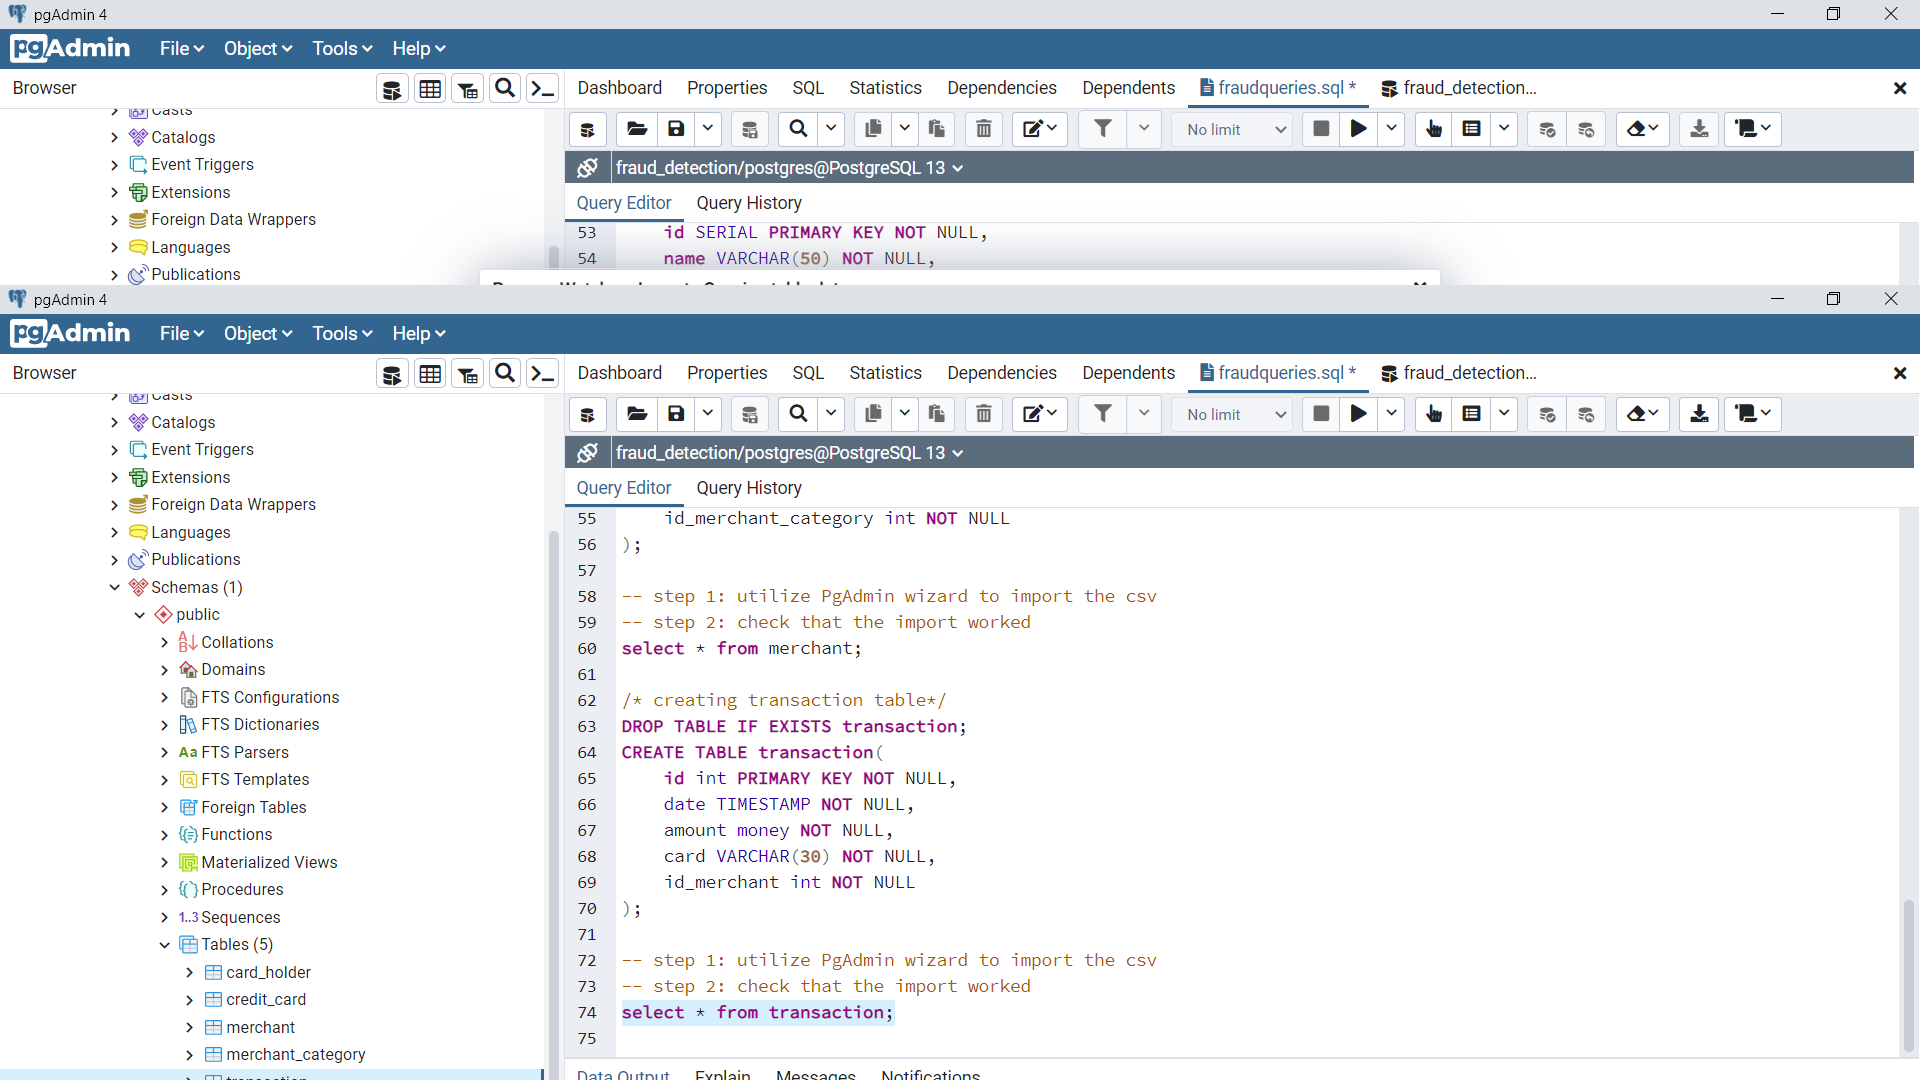 pgAdmin 4
pgAdmin File Object Tools Help
Browser Dashboard Properties SQL Statistics Dependencies Dependents fraudqueries.sql * fraud_detection...
Casts
Catalogs No limit
Event Triggers
fraud_detection/postgres@PostgreSQL 13
Extensions
Query Editor Query History
Foreign Data Wrappers
53 id SERIAL PRIMARY KEY NOT NULL,
Languages
54 name VARCHAR(50) NOT NULL,
Publications
pgAdmin 4
pgAdmin File Object Tools Help
Browser Dashboard Properties SQL Statistics Dependencies Dependents fraudqueries.sql * fraud_detection...
Casts
No limit
Catalogs
Event Triggers fraud_detection/postgres@PostgreSQL 13
Extensions
Query Editor Query History
Foreign Data Wrappers
Languages
Publications
Schemas (1)
public
Collations
Domains
FTS Configurations
FTS Dictionaries
Aa FTS Parsers
FTS Templates
Foreign Tables
Functions
Materialized Views
Procedures
1..3 Sequences
Tables (5)
card_holder
credit_card
merchant
merchant_category
transaction
55 id_merchant_category int NOT NULL
56 );
57
58 -- step 1: utilize PgAdmin wizard to import the csv
59 -- step 2: check that the import worked
60 select * from merchant;
61
62 /* creating transaction table*/
63 DROP TABLE IF EXISTS transaction;
64 CREATE TABLE transaction(
65 id int PRIMARY KEY NOT NULL,
66 date TIMESTAMP NOT NULL,
67 amount money NOT NULL,
68 card VARCHAR(30) NOT NULL,
69 id_merchant int NOT NULL
70 );
71
72 -- step 1: utilize PgAdmin wizard to import the csv
73 -- step 2: check that the import worked
74 select * from transaction;
75
Data Output Explain Messages Notifications